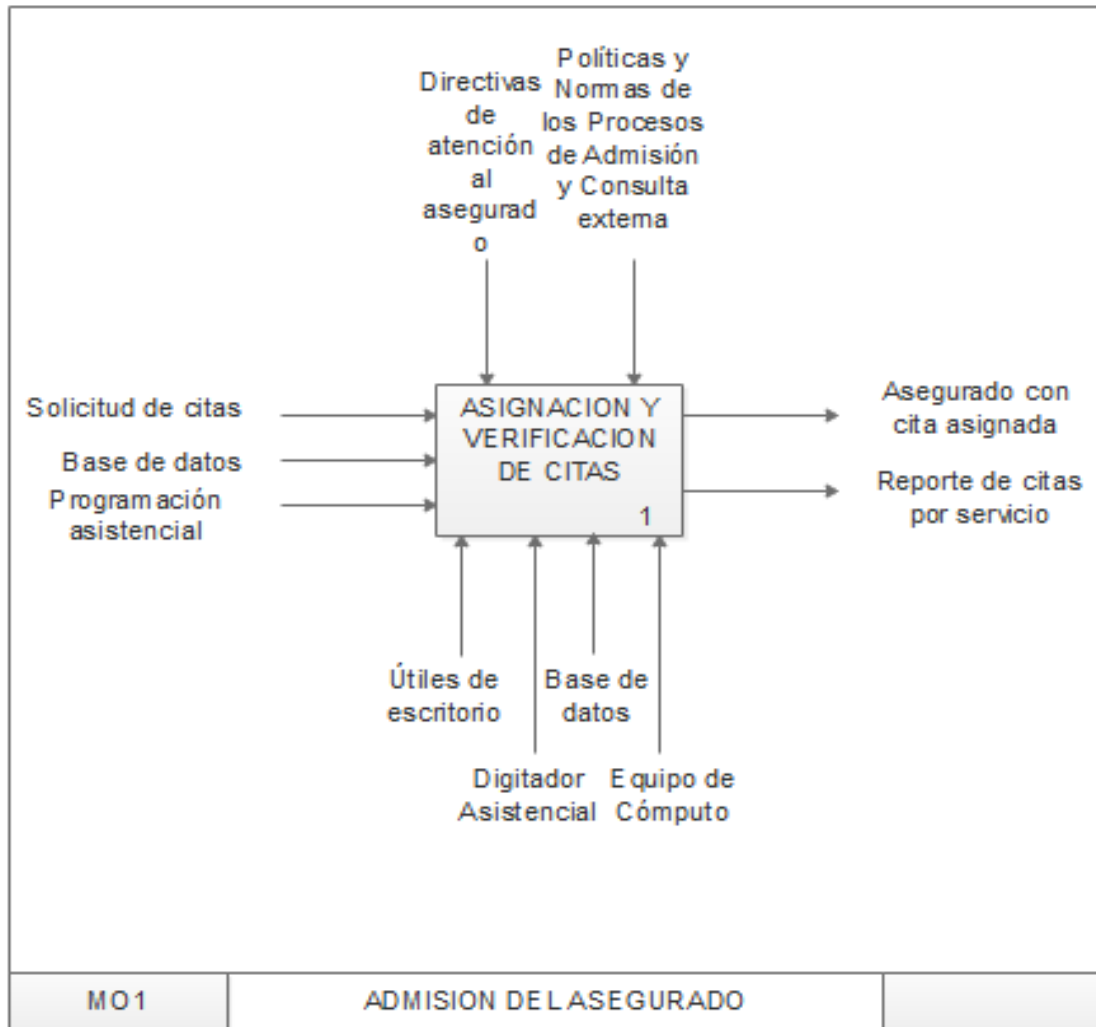 Directivas
de
atención
al
asegurad
o
Políticas y
Normas de
los Procesos
de Admisión
y Consulta
externa
Solicitud de citas
Base de datos
Programación
asistencial
ASIGNACION Y
VERIFICACION
DE CITAS
1
Asegurado con
cita asignada
Reporte de citas
por servicio
Útiles de
escritorio
Base de
datos
Digitador
Asistencial
Equipo de
Cómputo
MO1
ADMISION DEL ASEGURADO